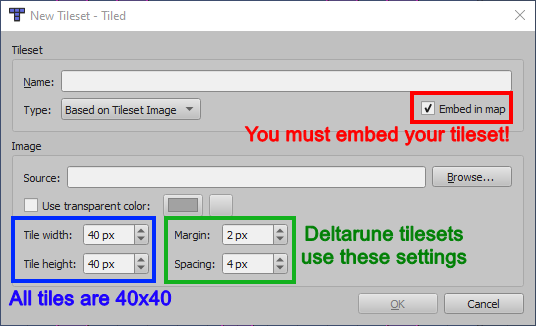 New Tileset - Tiled
Tileset
Name:
Type: Based on Tileset Image Embed in map
You must embed your tileset!
Image
Source: Browse...
Use transparent color:
Tile width: 40 px Margin: 2 px
Tile height: 40 px Spacing: 4 px
Deltarune tilesets
use these settings
All tiles are 40x40
OK Cancel